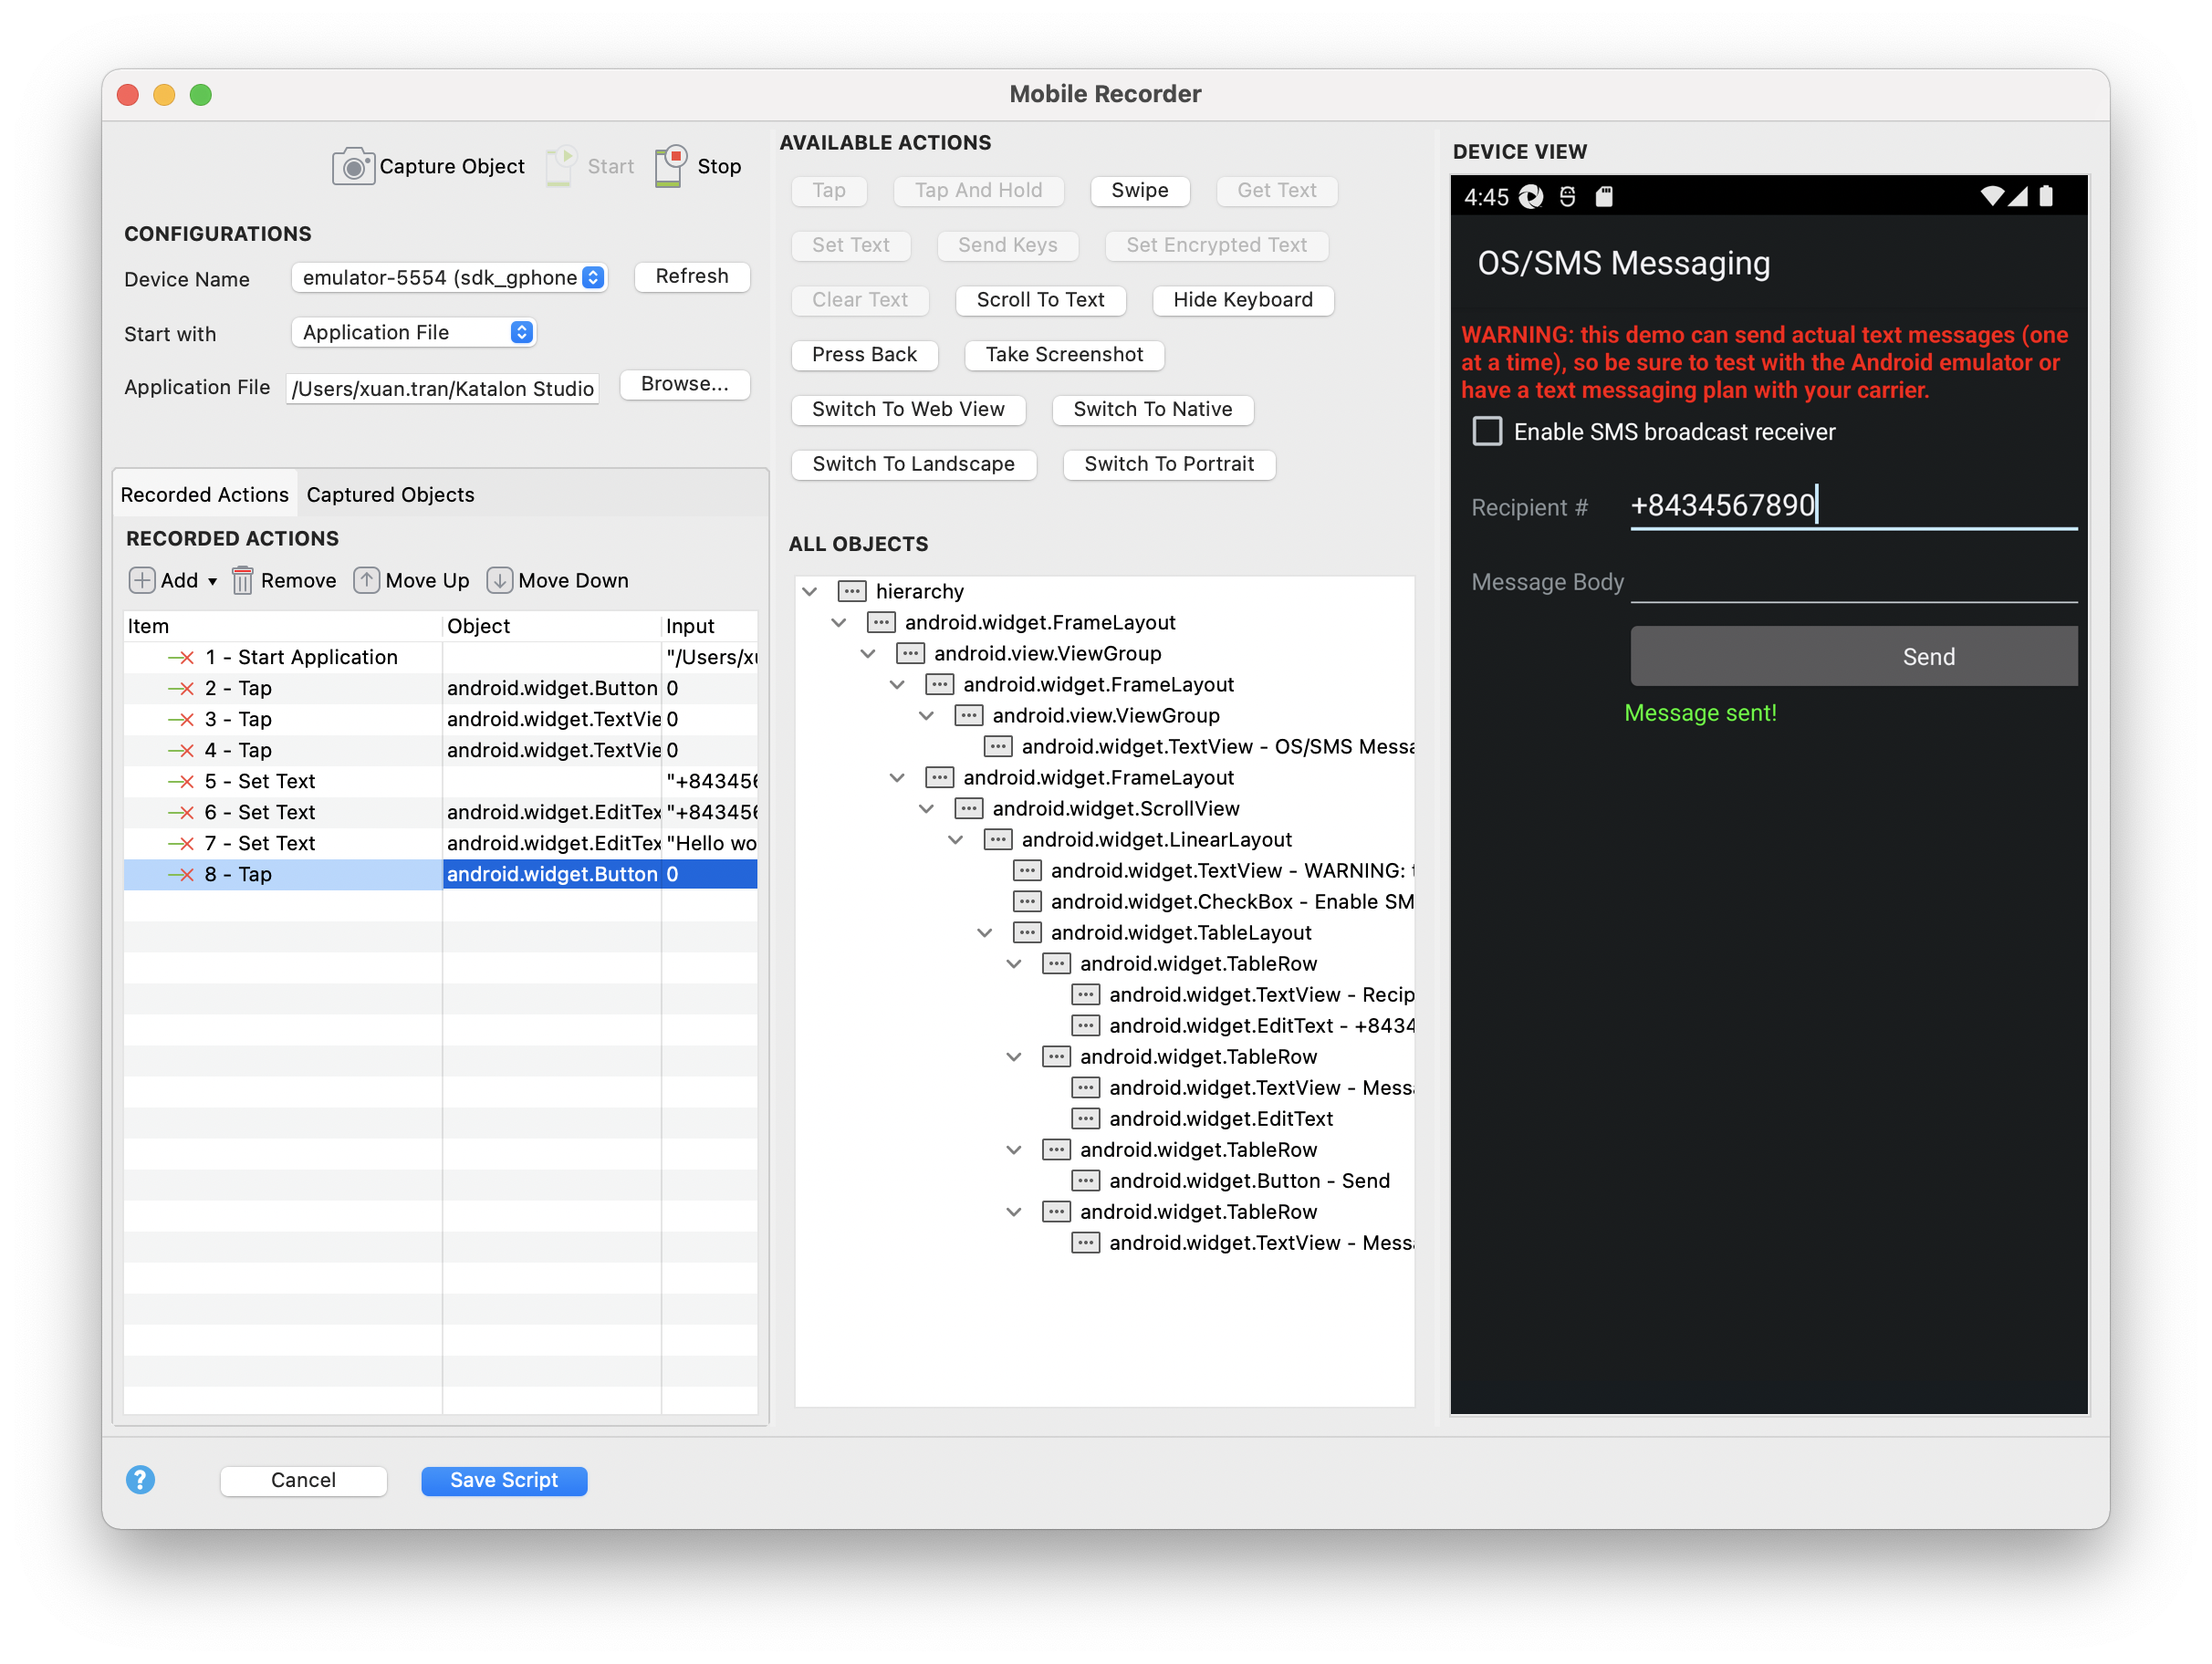 Mobile Recorder
Capture Object
Start
Stop
CONFIGURATIONS
Device Name
emulator-5554 (sdk_gphone
Refresh
Start with
Application File
Application File
/Users/xuan.tran/Katalon Studio
Browse...
Recorded Actions
Captured Objects
RECORDED ACTIONS
Add
Remove
Move Up
Move Down
Item Object Input
1 - Start Application "/Users/xu
2 - Tap android.widget.Button 0
3 - Tap android.widget.TextVie 0
4 - Tap android.widget.TextVie 0
5 - Set Text "+843456
6 - Set Text android.widget.EditTex "+843456
7 - Set Text android.widget.EditTex "Hello wo
8 - Tap android.widget.Button 0
Cancel
Save Script
AVAILABLE ACTIONS
Tap
Tap And Hold
Swipe
Get Text
Set Text
Send Keys
Set Encrypted Text
Clear Text
Scroll To Text
Hide Keyboard
Press Back
Take Screenshot
Switch To Web View
Switch To Native
Switch To Landscape
Switch To Portrait
ALL OBJECTS
hierarchy
android.widget.FrameLayout
android.view.ViewGroup
android.widget.FrameLayout
android.view.ViewGroup
android.widget.TextView - OS/SMS Messa
android.widget.FrameLayout
android.widget.ScrollView
android.widget.LinearLayout
android.widget.TextView - WARNING: t
android.widget.CheckBox - Enable SM
android.widget.TableLayout
android.widget.TableRow
android.widget.TextView - Recip
android.widget.EditText - +8434
android.widget.TableRow
android.widget.TextView - Messa
android.widget.EditText
android.widget.TableRow
android.widget.Button - Send
android.widget.TableRow
android.widget.TextView - Messa
DEVICE VIEW
4:45
OS/SMS Messaging
WARNING: this demo can send actual text messages (one
at a time), so be sure to test with the Android emulator or
have a text messaging plan with your carrier.
Enable SMS broadcast receiver
Recipient # +8434567890
Message Body
Send
Message sent!